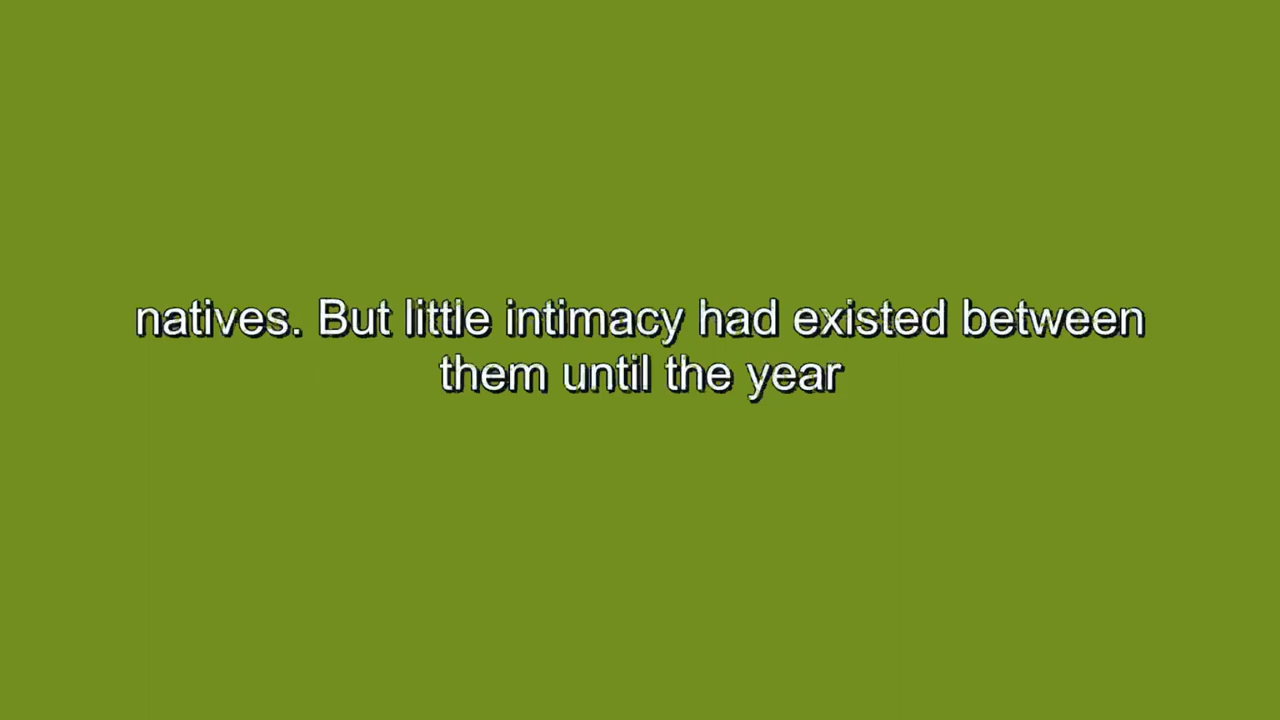 natives. But little intimacy had existed between
them until the year